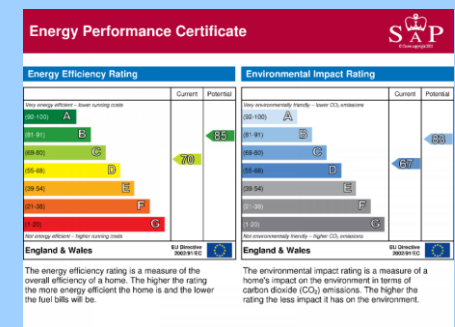 Energy Performance Certificate
SAP
Energy Efficiency Rating
Current Potential
Very energy efficient - lower running costs
(92-100) A
(81-91) B
(69-80) C
(55-68) D
(39-54) E
(21-38) F
(1-20) G
70
85
Not energy efficient - higher running costs
England & Wales
EU Directive
2002/91/EC
The energy efficiency rating is a measure of the
overall efficiency of a home. The higher the rating
the more energy efficient the home is and the lower
the fuel bills will be.
Environmental Impact Rating
Current Potential
Very environmentally friendly - lower CO₂ emissions
(92-100) A
(81-91) B
(69-80) C
(55-68) D
(39-54) E
(21-38) F
(1-20) G
67
Not environmentally friendly - higher CO₂ emissions
England & Wales
EU Directive
2002/91/EC
The environmental impact rating is a measure of a
home's impact on the environment in terms of
carbon dioxide (CO₂) emissions. The higher the
rating the less impact it has on the environment.